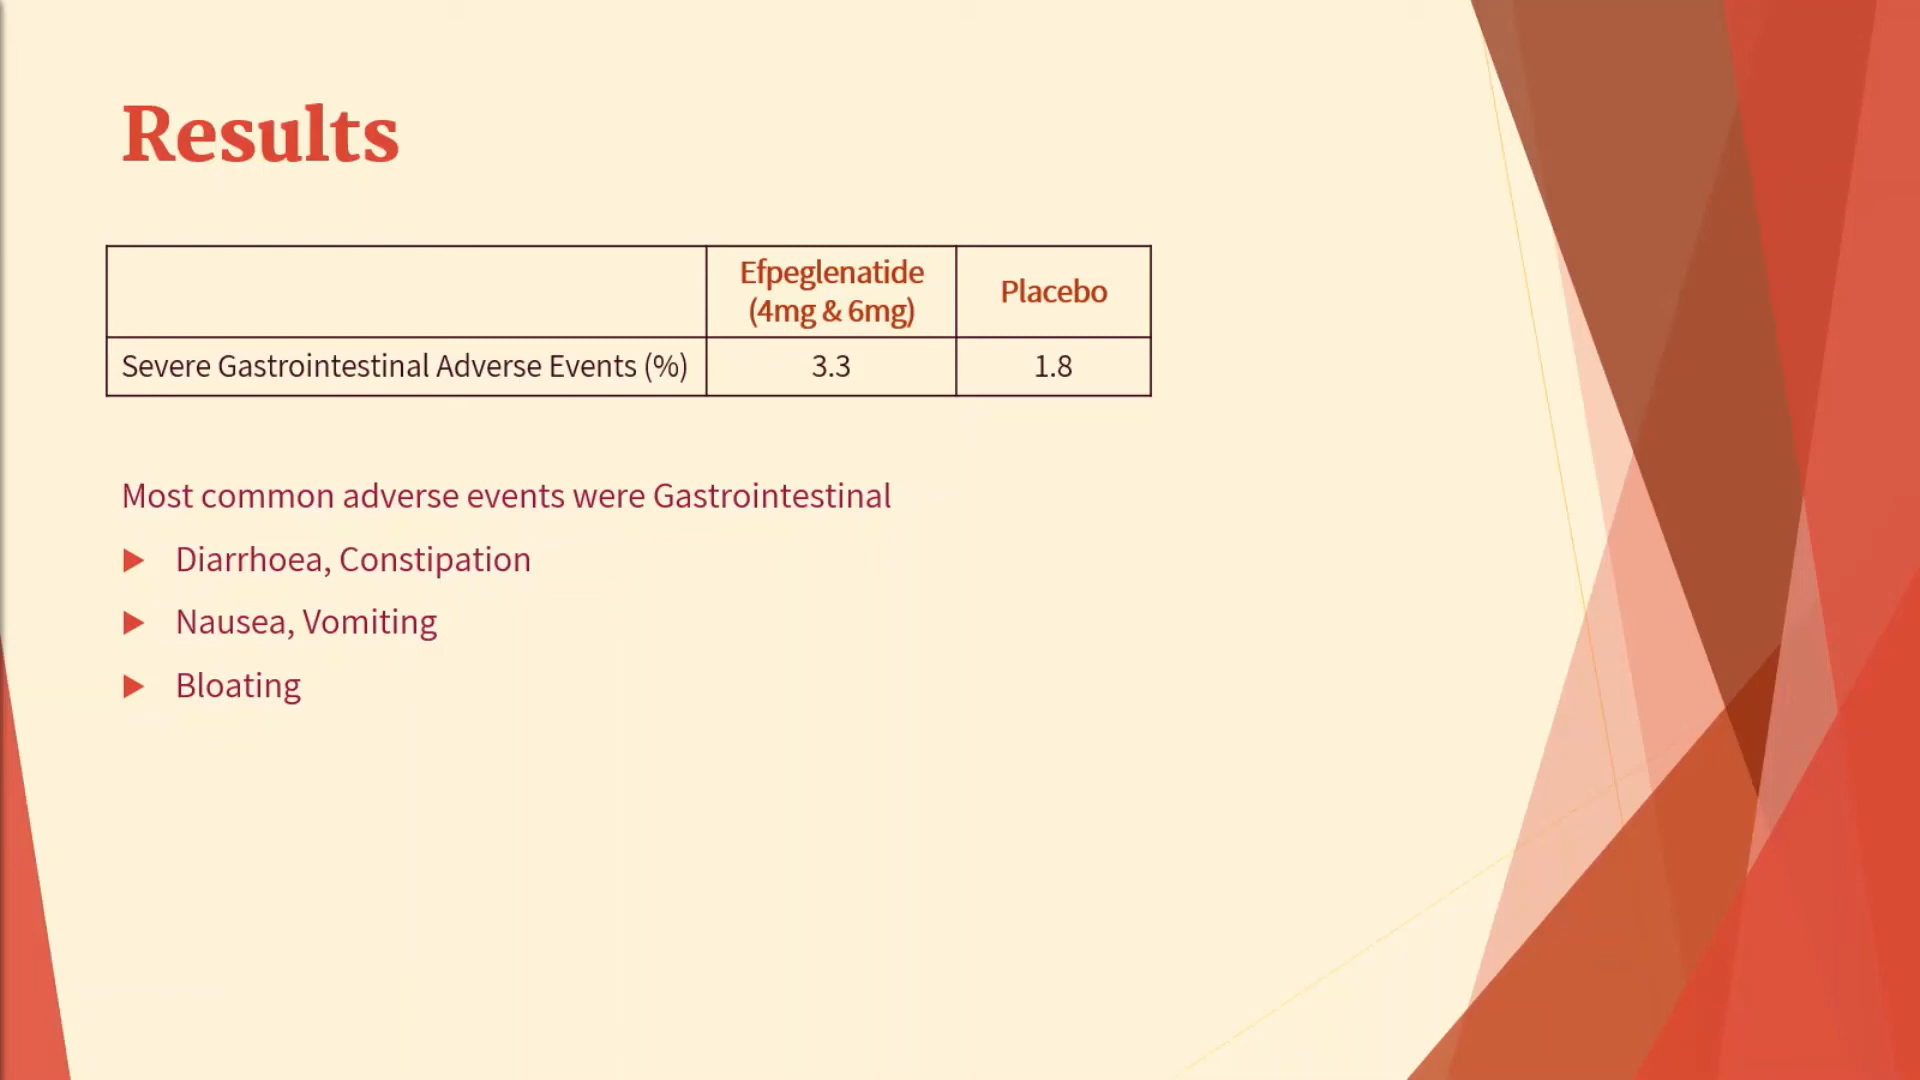 Results
Efpeglenatide
(4mg & 6mg)
Placebo
Severe Gastrointestinal Adverse Events (%)
3.3
1.8
Most common adverse events were Gastrointestinal
Diarrhoea, Constipation
Nausea, Vomiting
Bloating